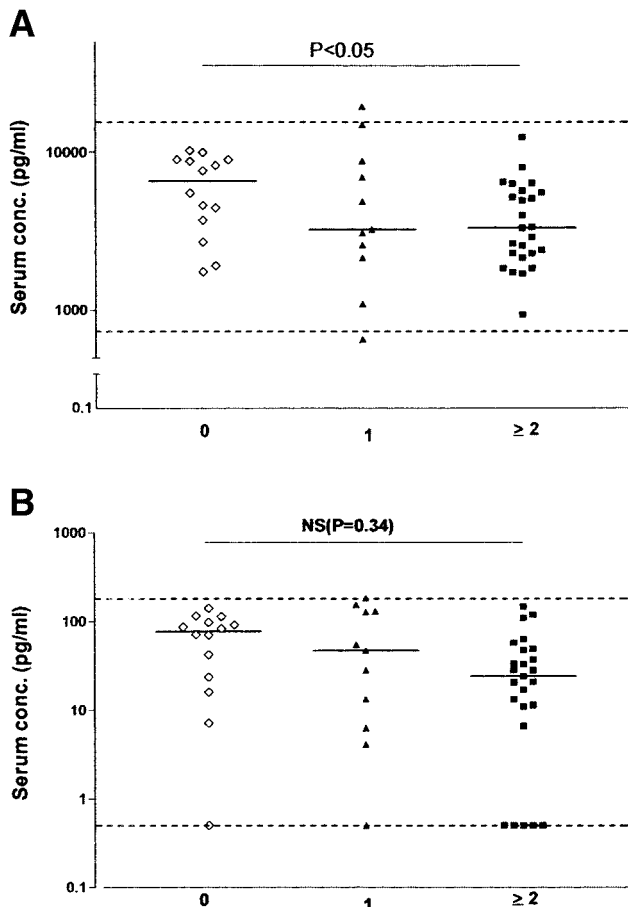 A
P<0.05
Serum conc. (pg/ml)
10000
1000
0.1
0
1
≥ 2
B
NS(P=0.34)
Serum conc. (pg/ml)
1000
100
10
1
0.1
0
1
≥ 2